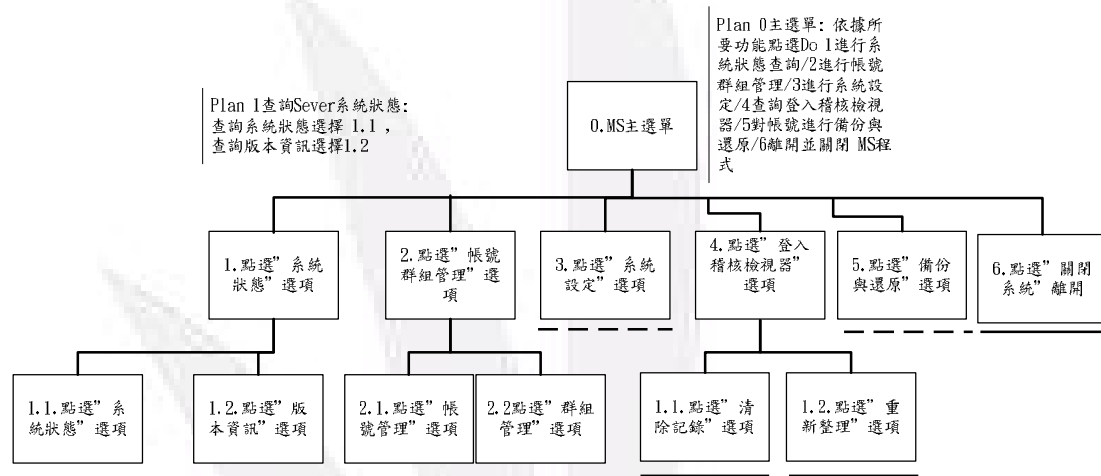 Plan 0主選單: 依據所
要功能點選Do 1進行系
統狀態查詢/2進行帳號
群組管理/3進行系統設
定/4查詢登入稽核檢視
器/5對帳號進行備份與
還原/6離開並關閉 MS程
式
Plan 1查詢Sever系統狀態:
查詢系統狀態選擇 1.1 ,
查詢版本資訊選擇1.2
0.MS主選單
1.點選”系統
狀態”選項
2.點選”帳號
群組管理”選
項
3.點選”系統
設定”選項
4.點選”登入
稽核檢視器”
選項
5.點選”備份
與還原”選項
6.點選”關閉
系統”離開
1.1.點選”系
統狀態”選項
1.2.點選”版
本資訊”選項
2.1.點選”帳
號管理”選項
2.2點選”群組
管理”選項
1.1.點選”清
除記錄”選項
1.2.點選”重
新整理”選項